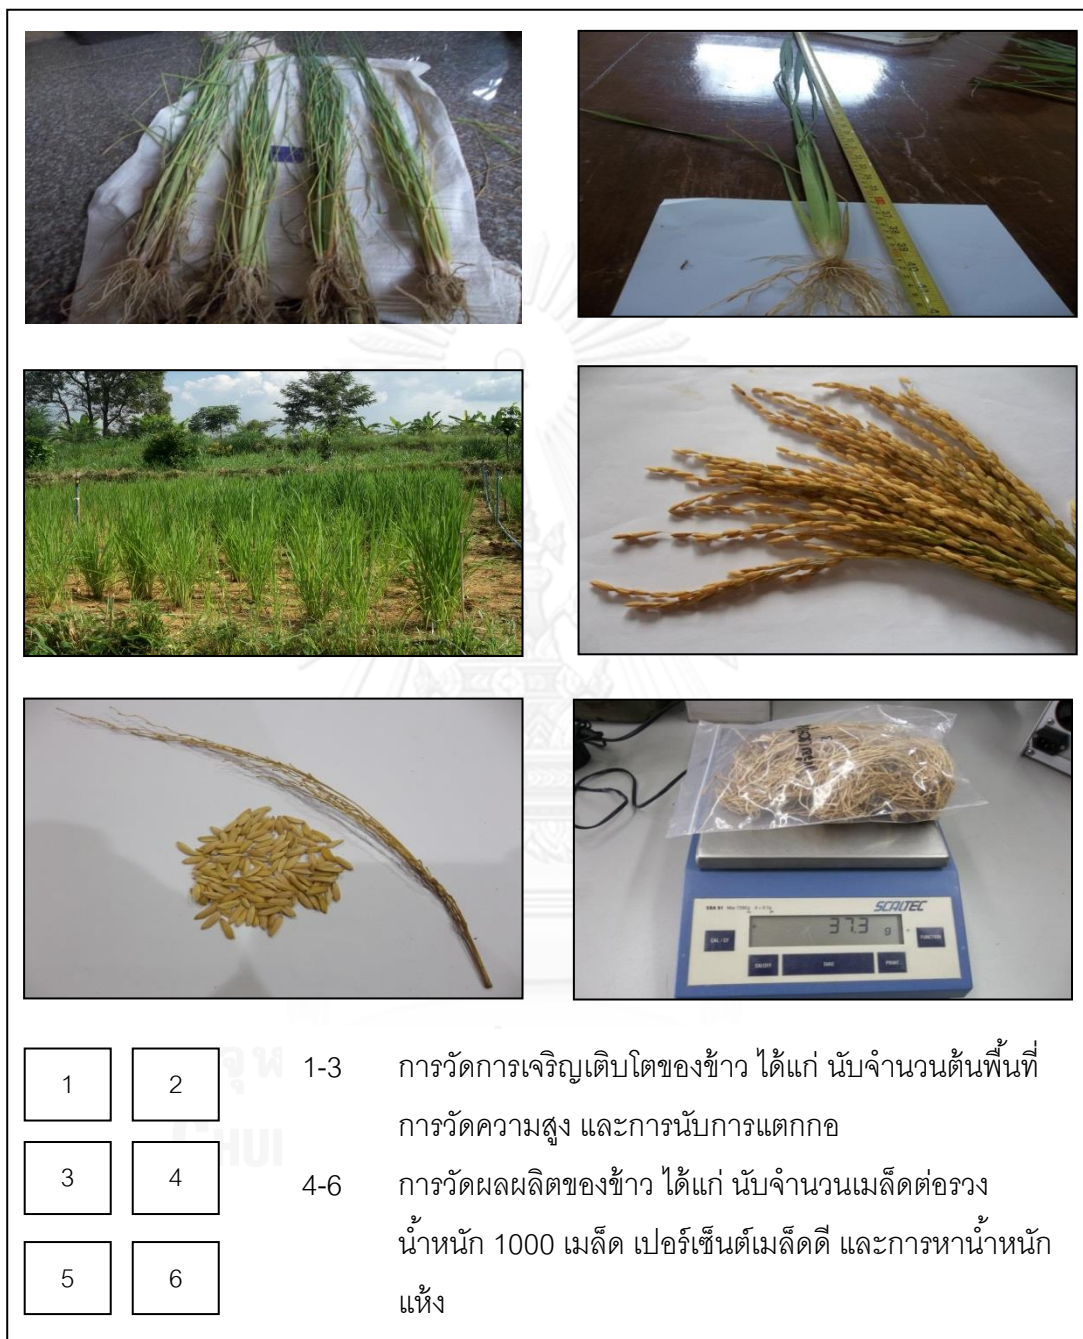 SCALTEC
37.3 g
CAL / CF
FUNCTION
ON/OFF
PRINT
1 2 1-3 การวัดการเจริญเติบโตของข้าว ได้แก่ นับจำนวนต้นพื้นที่
การวัดความสูง และการนับการแตกกอ
3 4 4-6 การวัดผลผลิตของข้าว ได้แก่ นับจำนวนเมล็ดต่อรวง
น้ำหนัก 1000 เมล็ด เปอร์เซ็นต์เมล็ดดี และการหาน้ำหนัก
5 6 แห้ง